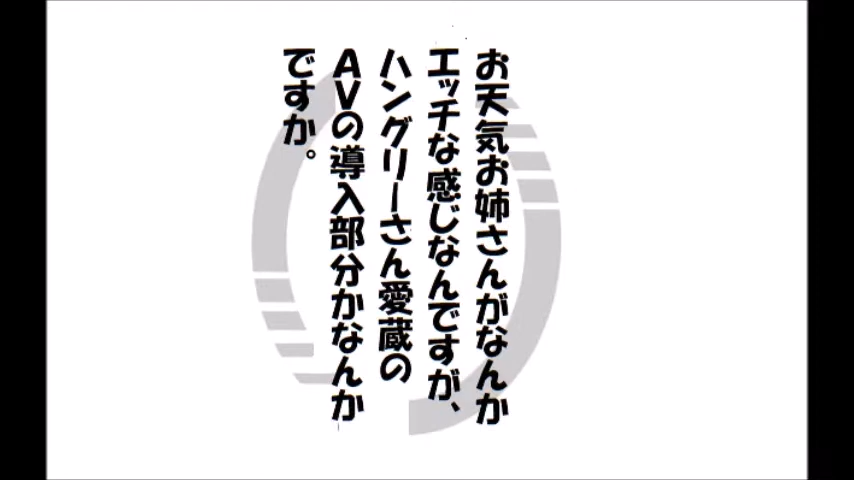 お天気お姉さんがなんか
エッチな感じなんですが、
ハングリーさん愛蔵の
AVの導入部分かなんか
ですか。